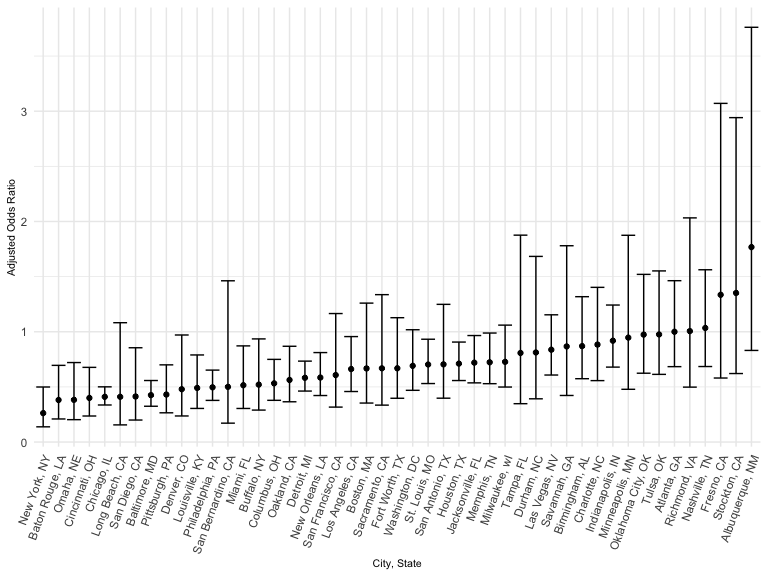 Adjusted Odds Ratio
3
2
1
0
New York, NY
Baton Rouge, LA
Omaha, NE
Cincinnati, OH
Chicago, IL
Long Beach, CA
San Diego, CA
Baltimore, MD
Pittsburgh, PA
Denver, CO
Louisville, KY
Philadelphia, PA
San Bernardino, CA
Miami, FL
Buffalo, NY
Columbus, OH
Oakland, CA
Detroit, MI
New Orleans, LA
San Francisco, CA
Los Angeles, CA
Boston, MA
Sacramento, CA
Fort Worth, TX
Washington, DC
St. Louis, MO
San Antonio, TX
Houston, TX
Jacksonville, FL
Memphis, TN
Milwaukee, wI
Tampa, FL
Durham, NC
Las Vegas, NV
Savannah, GA
Birmingham, AL
Charlotte, NC
Indianapolis, IN
Minneapolis, MN
Oklahoma City, OK
Tulsa, OK
Atlanta, GA
Richmond, VA
Nashville, TN
Fresno, CA
Stockton, CA
Albuquerque, NM
City, State